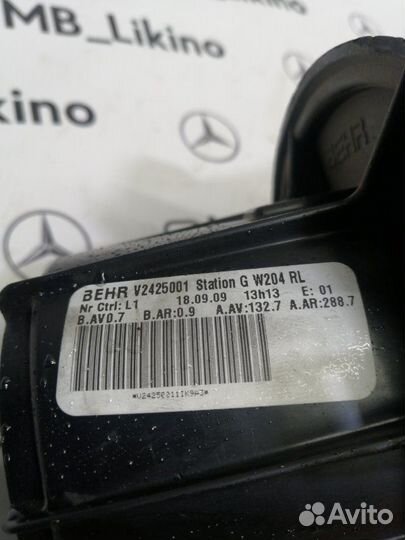 MB_Likino
kino
BEHR
BEHR V2425001 Station G W204 RL
Nr Ctrl: L1 18.09.09 13h13 E: 01
B.AV0.7 B.AR:0.9 A.AV:132.7 A.AR:288.7
Avito